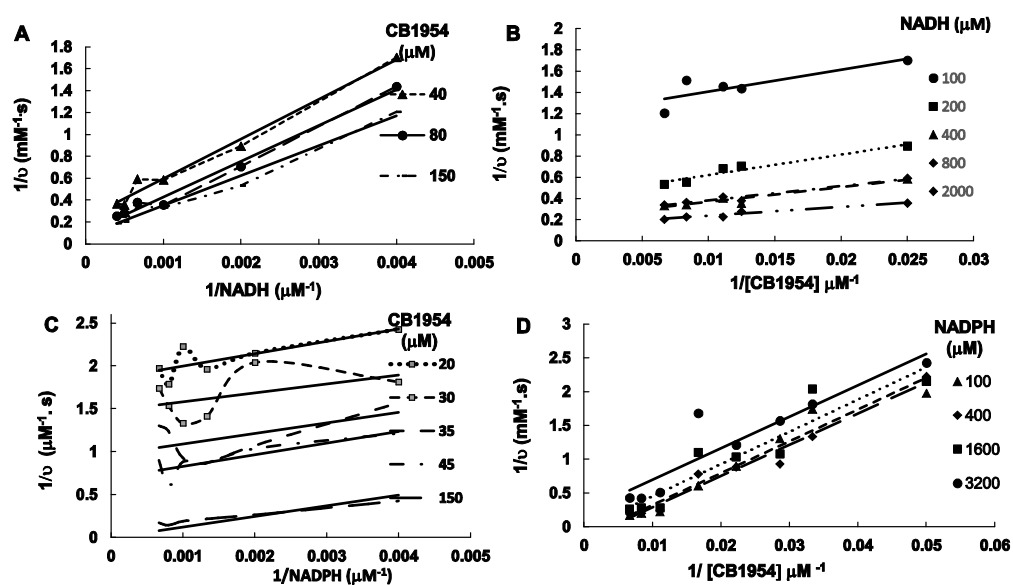 A
CB1954
(µM)
1/υ (mM⁻¹·s)
1.8
1.6
1.4
1.2
1
0.8
0.6
0.4
0.2
0
0 0.001 0.002 0.003 0.004 0.005
1/NADH (µM⁻¹)
40
80
150
B
NADH (µM)
1/υ (mM⁻¹.s)
2
1.8
1.6
1.4
1.2
1
0.8
0.6
0.4
0.2
0
0 0.005 0.01 0.015 0.02 0.025 0.03
1/[CB1954] µM⁻¹
100
200
400
800
2000
C
CB1954
(µM)
1/υ (µM⁻¹. s)
2.5
2
1.5
1
0.5
0
0 0.001 0.002 0.003 0.004 0.005
1/NADPH (µM⁻¹)
20
30
35
45
150
D
NADPH
(µM)
1/υ (mM⁻¹.s)
3
2.5
2
1.5
1
0.5
0
0 0.01 0.02 0.03 0.04 0.05 0.06
1/ [CB1954] µM⁻¹
100
400
1600
3200